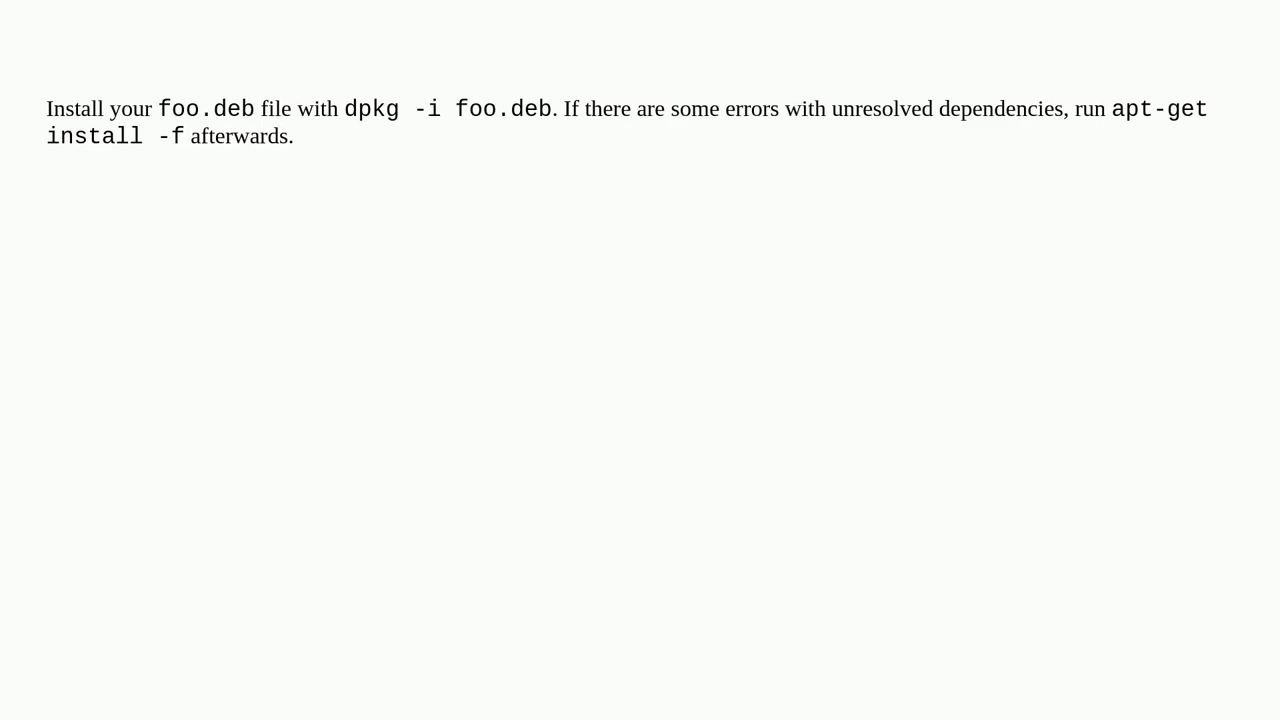 Install your foo.deb file with dpkg -i foo.deb. If there are some errors with unresolved dependencies, run apt-get
install -f afterwards.